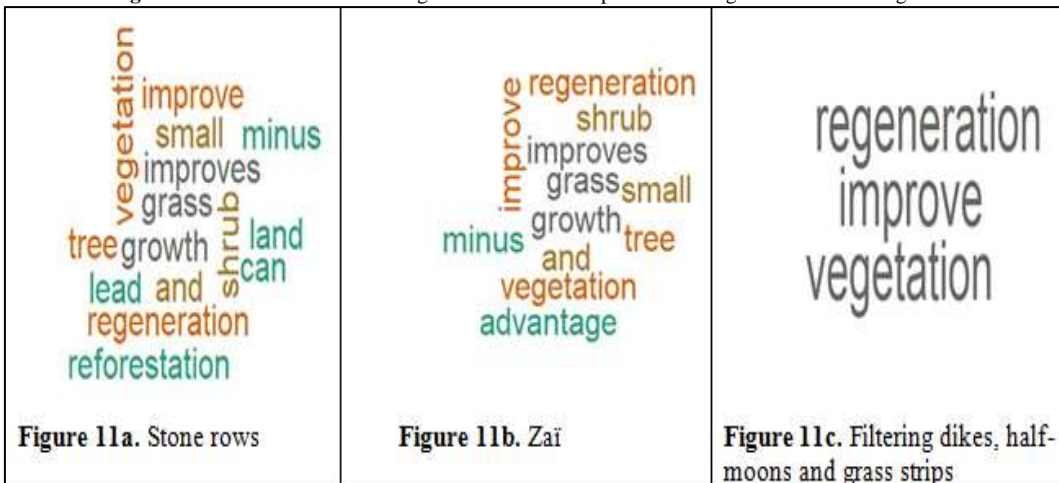 vegetation
improve
small minus
improves
grass
shrub
tree growth land
can
lead and
regeneration
reforestation
Figure 11a. Stone rows
improve
regeneration
shrub
improves
grass small
growth
minus tree
and
vegetation
advantage
Figure 11b. Zaï
regeneration
improve
vegetation
Figure 11c. Filtering dikes, half-
moons and grass strips